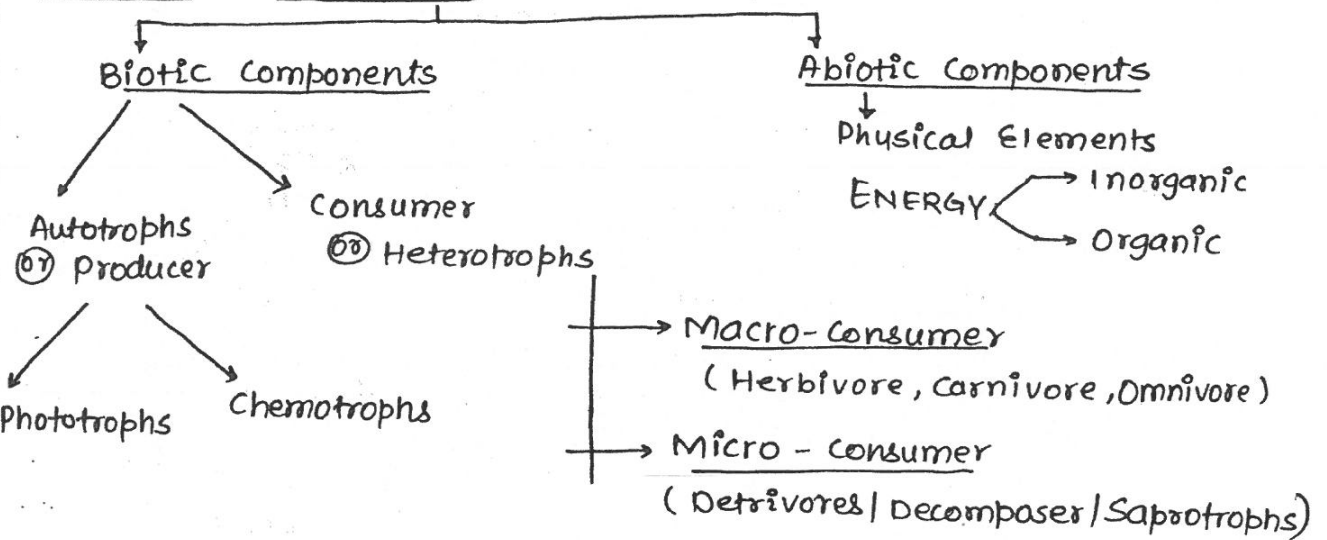 Biotic Components
Abiotic Components
Physical Elements
ENERGY
Inorganic
Organic
Autotrophs
or Producer
Consumer
or Heterotrophs
Phototrophs
Chemotrophs
Macro-Consumer
(Herbivore, Carnivore, Omnivore)
Micro - Consumer
(Detrivores/Decomposer/Saprotrophs)